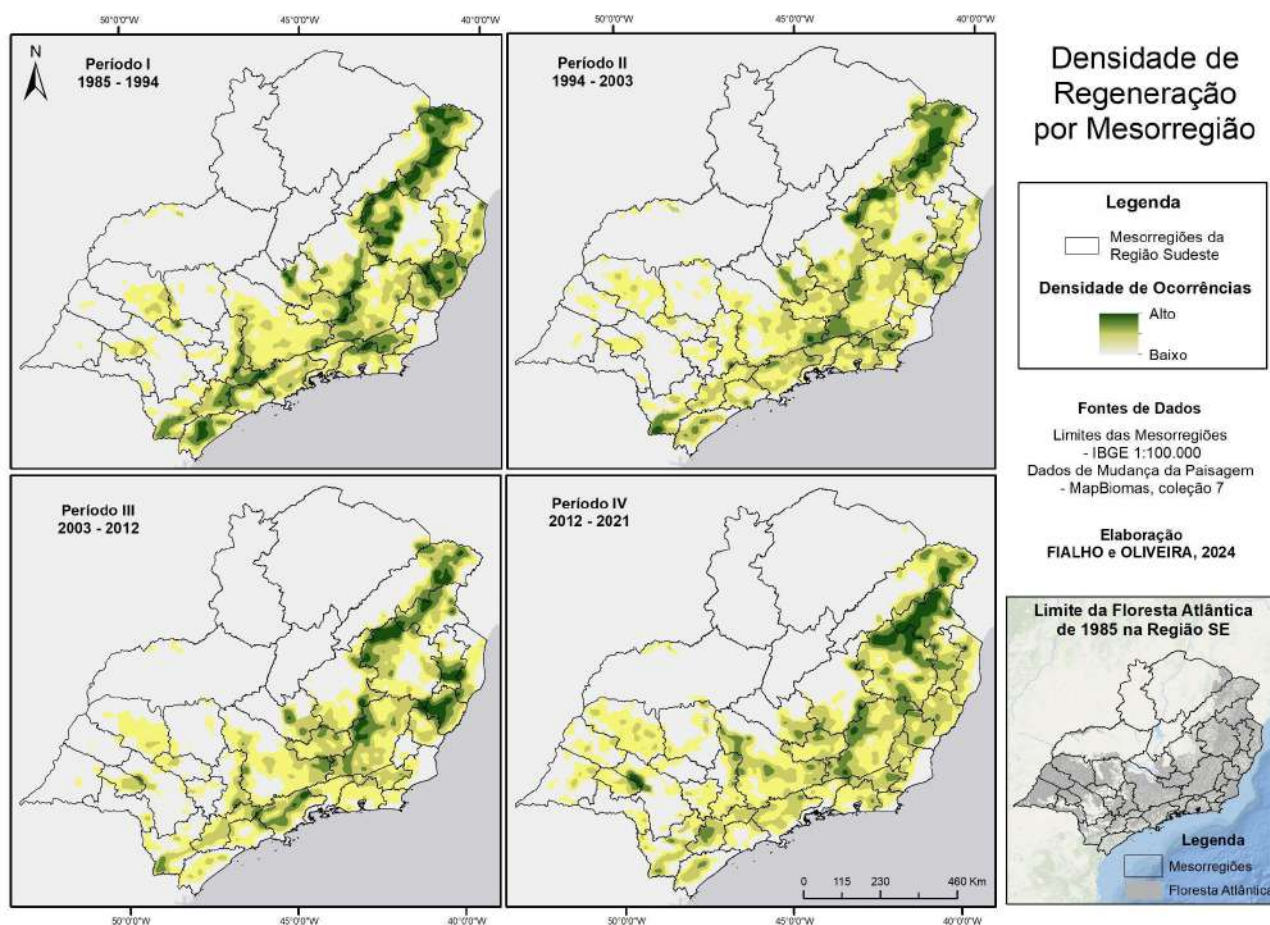 50°0'0"W
45°0'0"W
40°0'0"W
50°0'0"W
45°0'0"W
40°0'0"W
N
Período I
1985 - 1994
Período II
1994 - 2003
Período III
2003 - 2012
Período IV
2012 - 2021
0 115 230 460 Km
50°0'0"W
45°0'0"W
40°0'0"W
50°0'0"W
45°0'0"W
40°0'0"W
Densidade de
Regeneração
por Mesorregião
Legenda
Mesorregiões da
Região Sudeste
Densidade de Ocorrências
Alto
Baixo
Fontes de Dados
Limites das Mesorregiões
- IBGE 1:100.000
Dados de Mudança da Paisagem
- MapBiomas, coleção 7
Elaboração
FIALHO e OLIVEIRA, 2024
Limite da Floresta Atlântica
de 1985 na Região SE
Legenda
Mesorregiões
Floresta Atlântica